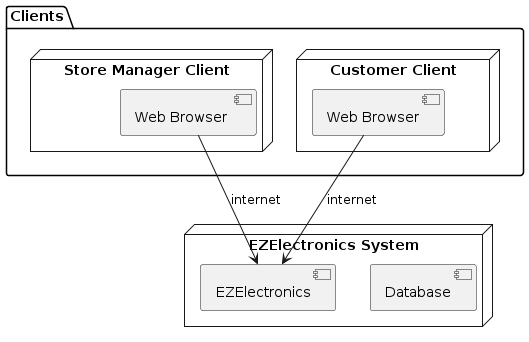 Clients
Store Manager Client
Customer Client
Web Browser
Web Browser
internet
internet
EZElectronics System
EZElectronics
Database